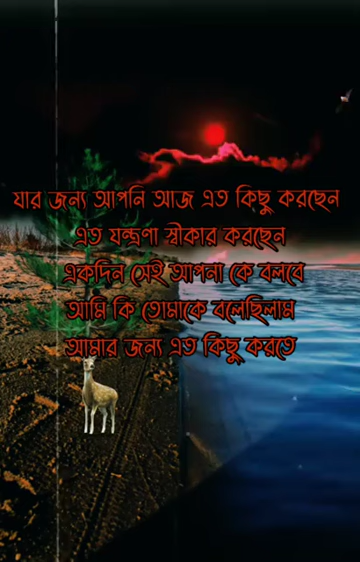 যার জন্য আপনি আজ এত কিছু করছেন
এত যন্ত্রণা স্বীকার করছেন
একদিন সেই আপনা কে বলবে
আমি কি তোমাকে বলেছিলাম
আমার জন্য এত কিছু করতে